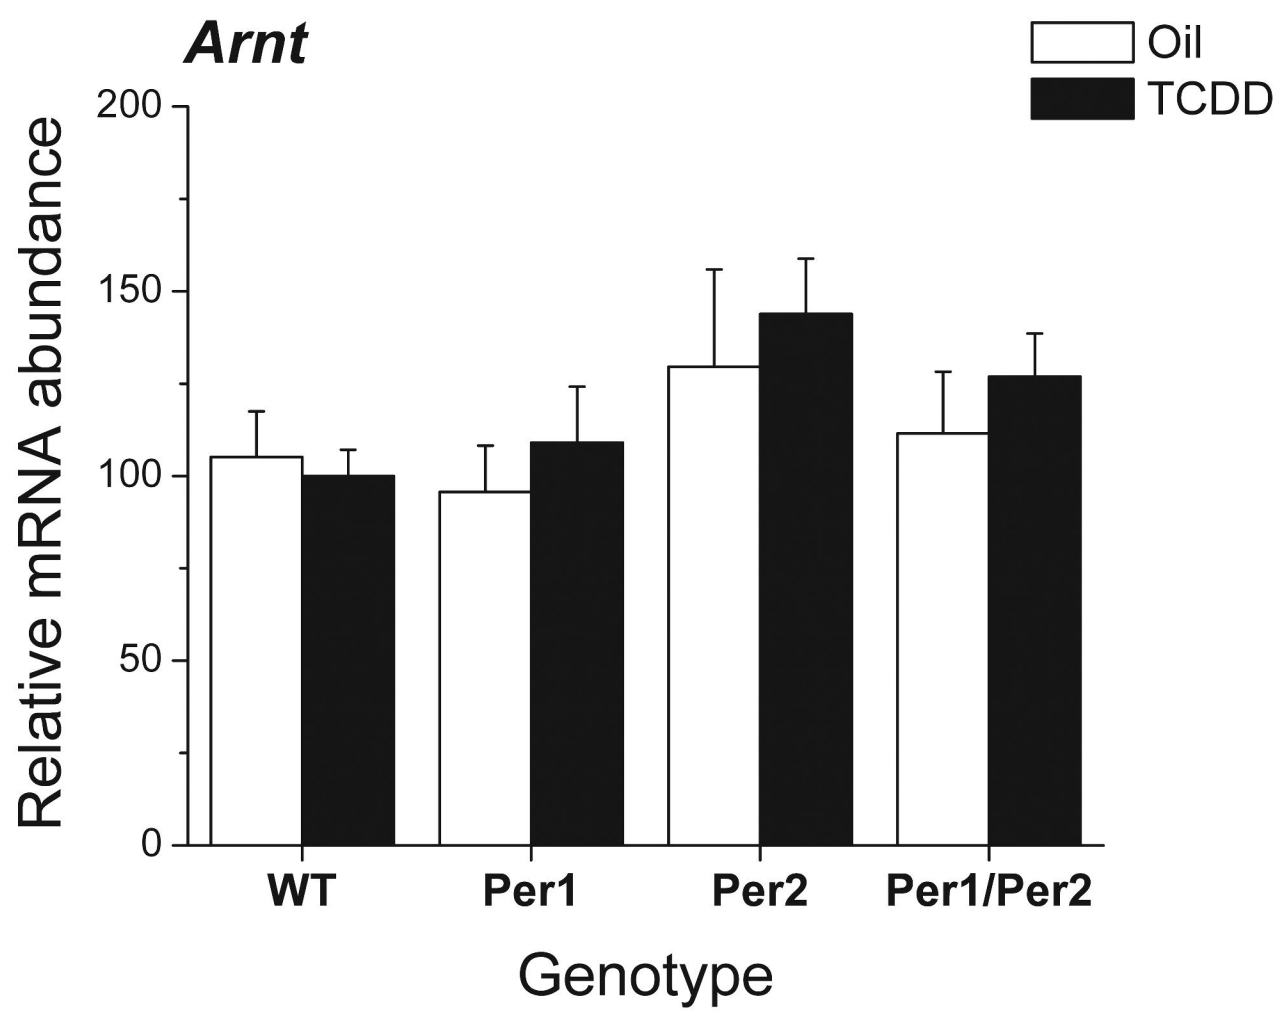 Arnt
Oil
TCDD
Relative mRNA abundance
200
150
100
50
0
WT Per1 Per2 Per1/Per2
Genotype